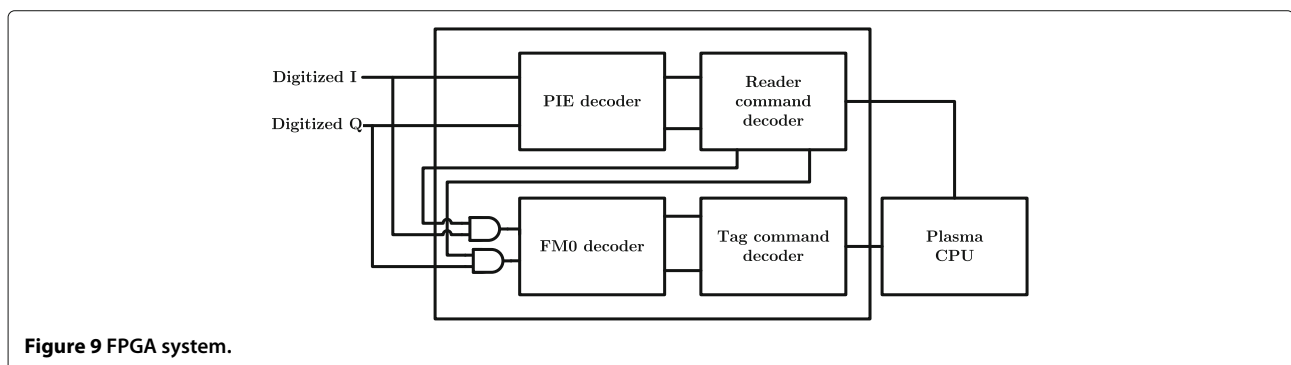 Digitized I
Digitized Q
PIE decoder
Reader
command
decoder
FM0 decoder
Tag command
decoder
Plasma
CPU
Figure 9 FPGA system.